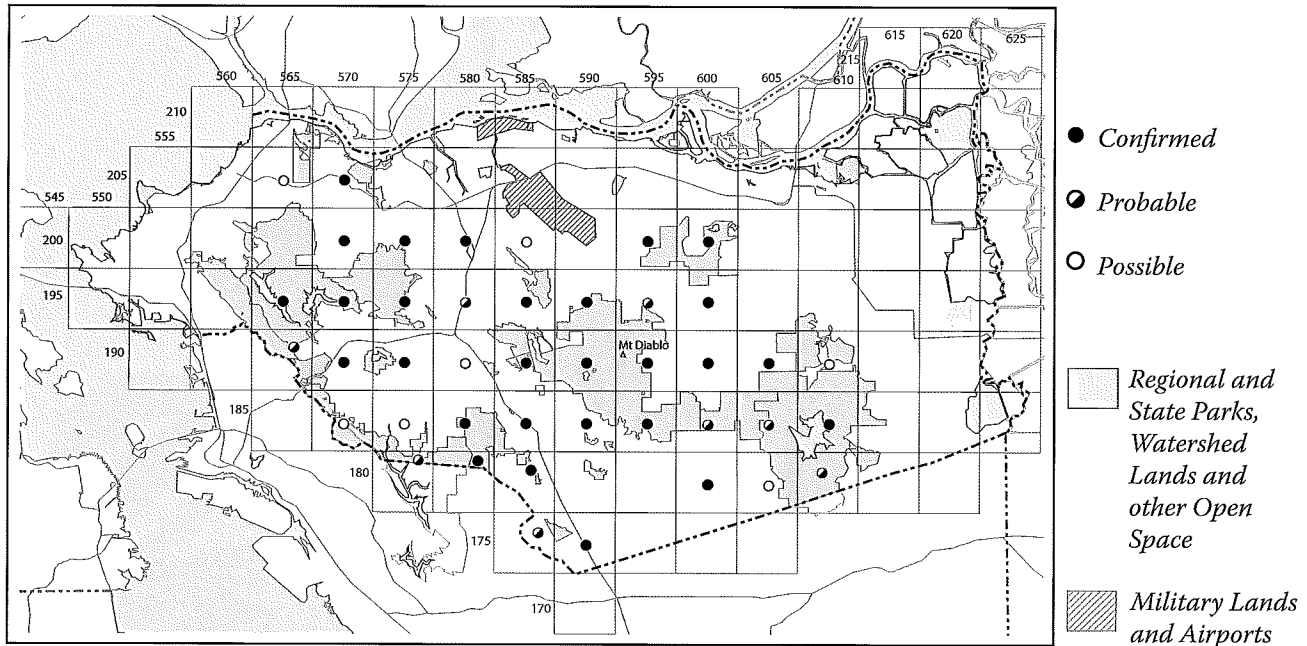 615 620 625
560 565 570 575 580 585 590 595 600 605 215 610
210
555
205
545 550
200
195
Mt Diablo
190
185
180
175
170
Confirmed
Probable
Possible
Regional and
State Parks,
Watershed
Lands and
other Open
Space
Military Lands
and Airports